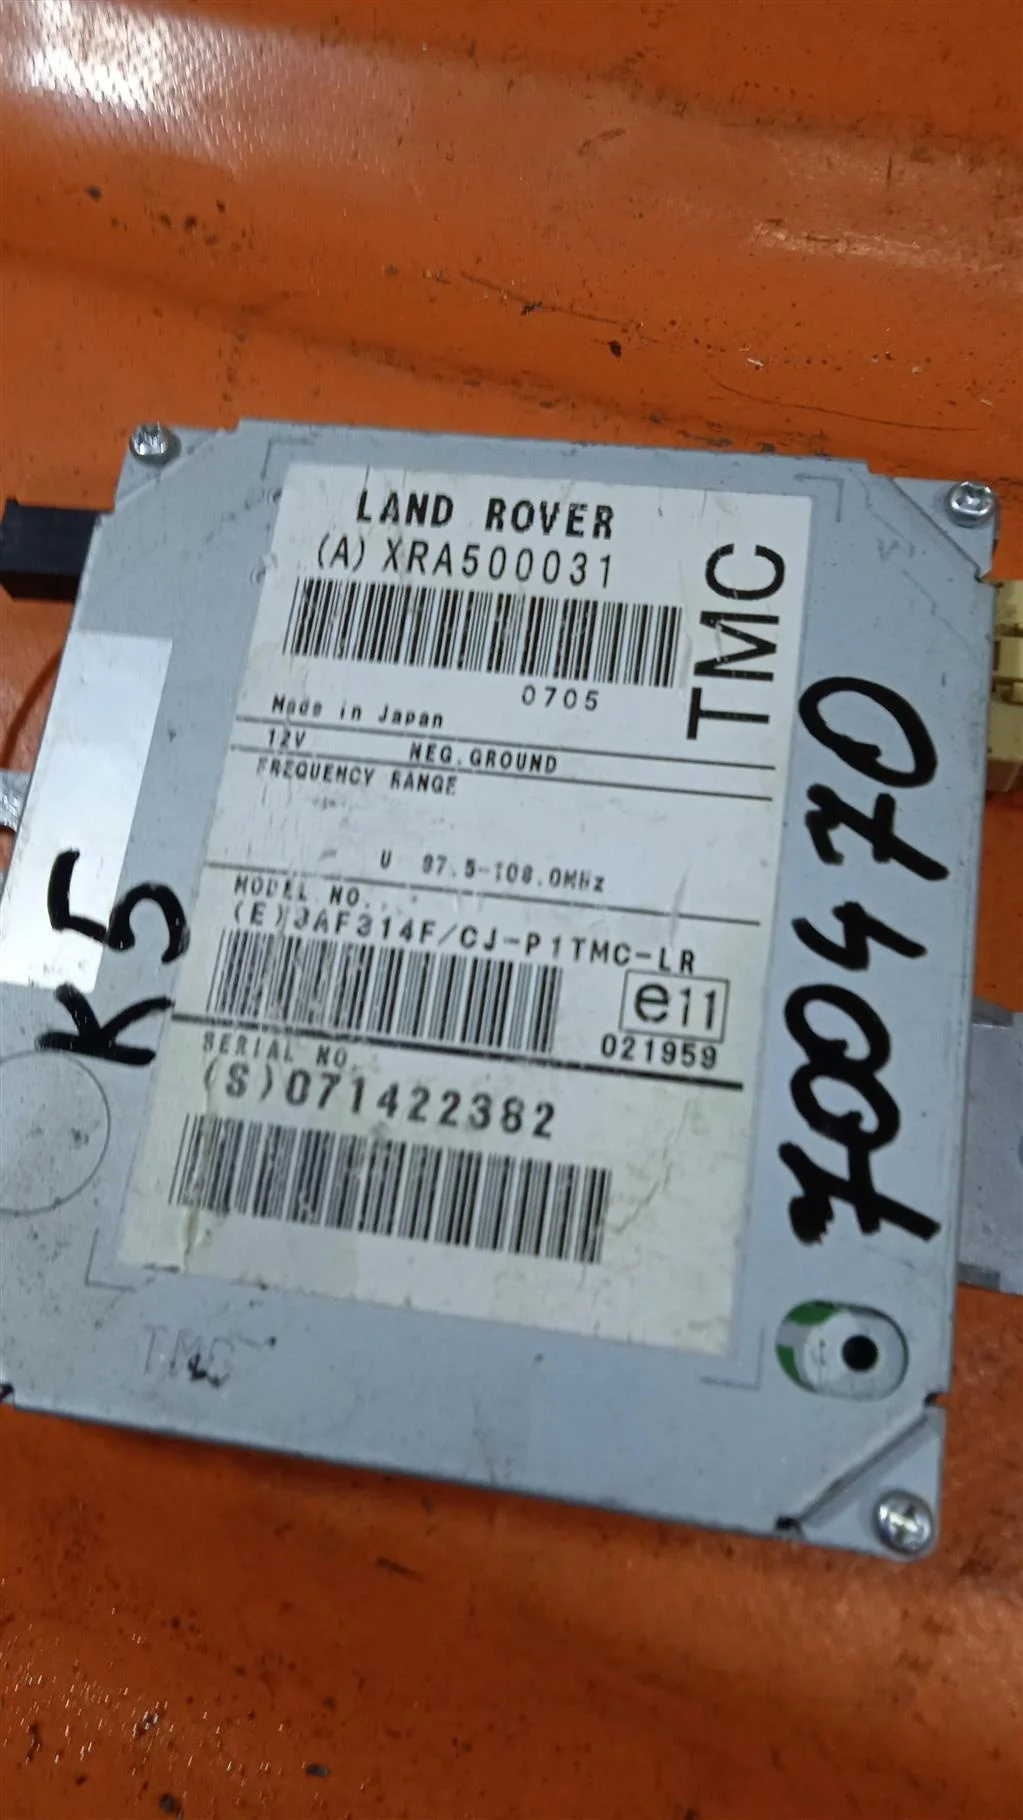 LAND ROVER
(A) XRA500031
TMC
0705
Made in Japan
12V NEG.GROUND
FREQUENCY RANGE
U 87.5-108.0MHz
MODEL NO.
(E)3AF314F/CJ-P1TMC-LR
e11
021959
SERIAL NO.
(S)071422382
K5
700470
TMC